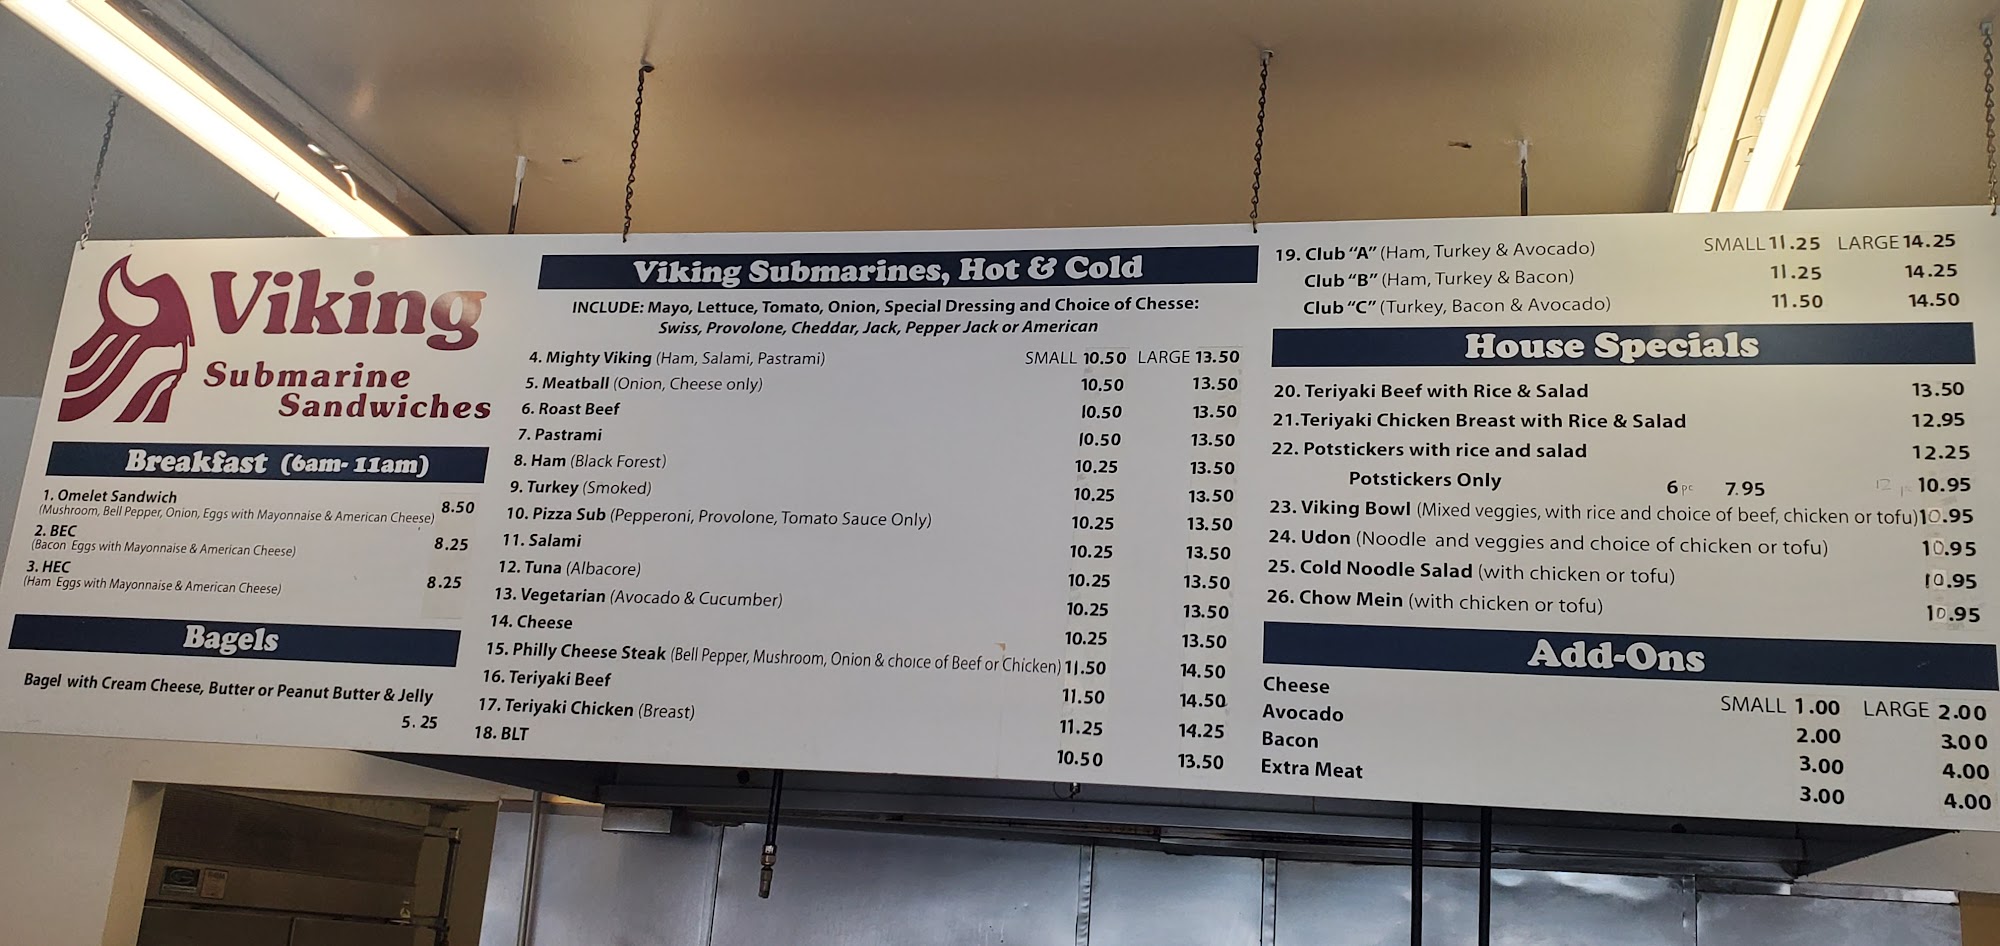 Viking
Submarine
Sandwiches
Breakfast (6am- 11am)
1. Omelet Sandwich
(Mushroom, Bell Pepper, Onion, Eggs with Mayonnaise & American Cheese) 8.50
2. BEC
(Bacon Eggs with Mayonnaise & American Cheese) 8.25
3. HEC
(Ham Eggs with Mayonnaise & American Cheese) 8.25
Bagels
Bagel with Cream Cheese, Butter or Peanut Butter & Jelly
5.25
Viking Submarines, Hot & Cold
INCLUDE: Mayo, Lettuce, Tomato, Onion, Special Dressing and Choice of Chesse:
Swiss, Provolone, Cheddar, Jack, Pepper Jack or American
4. Mighty Viking (Ham, Salami, Pastrami) SMALL 10.50 LARGE 13.50
5. Meatball (Onion, Cheese only) 10.50 13.50
6. Roast Beef 10.50 13.50
7. Pastrami 10.50 13.50
8. Ham (Black Forest) 10.25 13.50
9. Turkey (Smoked) 10.25 13.50
10. Pizza Sub (Pepperoni, Provolone, Tomato Sauce Only) 10.25 13.50
11. Salami 10.25 13.50
12. Tuna (Albacore) 10.25 13.50
13. Vegetarian (Avocado & Cucumber) 10.25 13.50
14. Cheese 10.25 13.50
15. Philly Cheese Steak (Bell Pepper, Mushroom, Onion & choice of Beef or Chicken) 11.50 14.50
16. Teriyaki Beef 11.50 14.50
17. Teriyaki Chicken (Breast) 11.25 14.25
18. BLT 10.50 13.50
19. Club "A" (Ham, Turkey & Avocado) SMALL 11.25 LARGE 14.25
Club "B" (Ham, Turkey & Bacon) 11.25 14.25
Club "C" (Turkey, Bacon & Avocado) 11.50 14.50
House Specials
20. Teriyaki Beef with Rice & Salad 13.50
21. Teriyaki Chicken Breast with Rice & Salad 12.95
22. Potstickers with rice and salad 12.25
Potstickers Only 6 pc 7.95 12 10.95
23. Viking Bowl (Mixed veggies, with rice and choice of beef, chicken or tofu) 10.95
24. Udon (Noodle and veggies and choice of chicken or tofu) 10.95
25. Cold Noodle Salad (with chicken or tofu) 10.95
26. Chow Mein (with chicken or tofu) 10.95
Add-Ons
Cheese SMALL 1.00 LARGE 2.00
Avocado 2.00 3.00
Bacon 3.00 4.00
Extra Meat 3.00 4.00